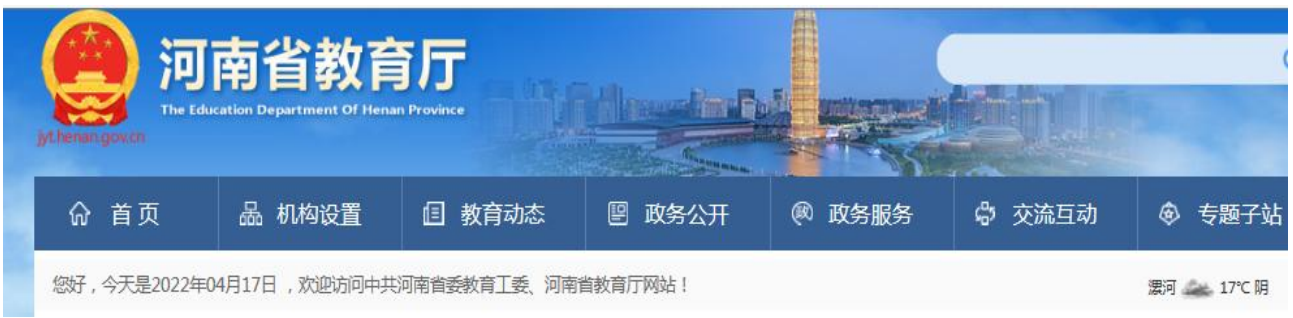 河南省教育厅
The Education Department Of Henan Province
jyt.henan.gov.cn
首页 机构设置 教育动态 政务公开 政务服务 交流互动 专题子站
您好，今天是2022年04月17日 ，欢迎访问中共河南省委教育工委、河南省教育厅网站！ 漯河 17℃ 阴